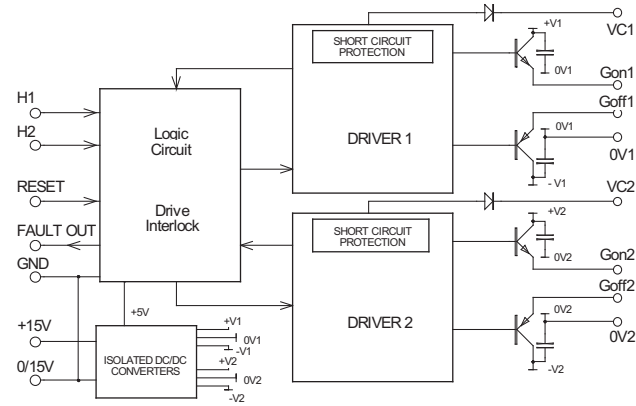 +V1
VC1
SHORT CIRCUIT
PROTECTION
0V1
Gon1
H1
Logic
Circuit
Goff1
H2
DRIVER 1
0V1
0V1
RESET
Drive
Interlock
- V1
VC2
FAULT OUT
SHORT CIRCUIT
PROTECTION
+V2
GND
0V2
Gon2
+5V
Goff2
+15V
+V1
0V1
-V1
DRIVER 2
0V2
0V2
0/15V
ISOLATED DC/DC
CONVERTERS
+V2
0V2
-V2
-V2